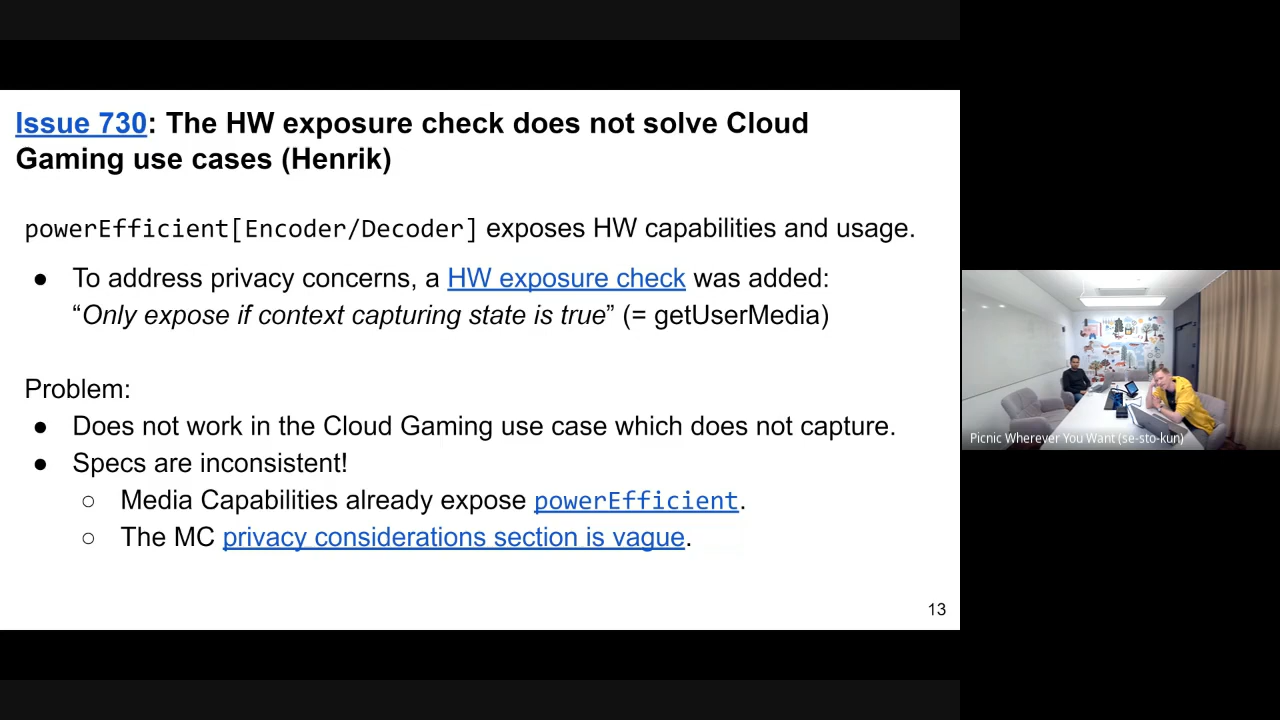 Issue 730: The HW exposure check does not solve Cloud
Gaming use cases (Henrik)
powerEfficient[Encoder/Decoder] exposes HW capabilities and usage.
● To address privacy concerns, a HW exposure check was added:
“Only expose if context capturing state is true” (= getUserMedia)
Problem:
● Does not work in the Cloud Gaming use case which does not capture.
● Specs are inconsistent!
○ Media Capabilities already expose powerEfficient.
○ The MC privacy considerations section is vague.
13
Picnic Wherever You Want (se-sto-kun)